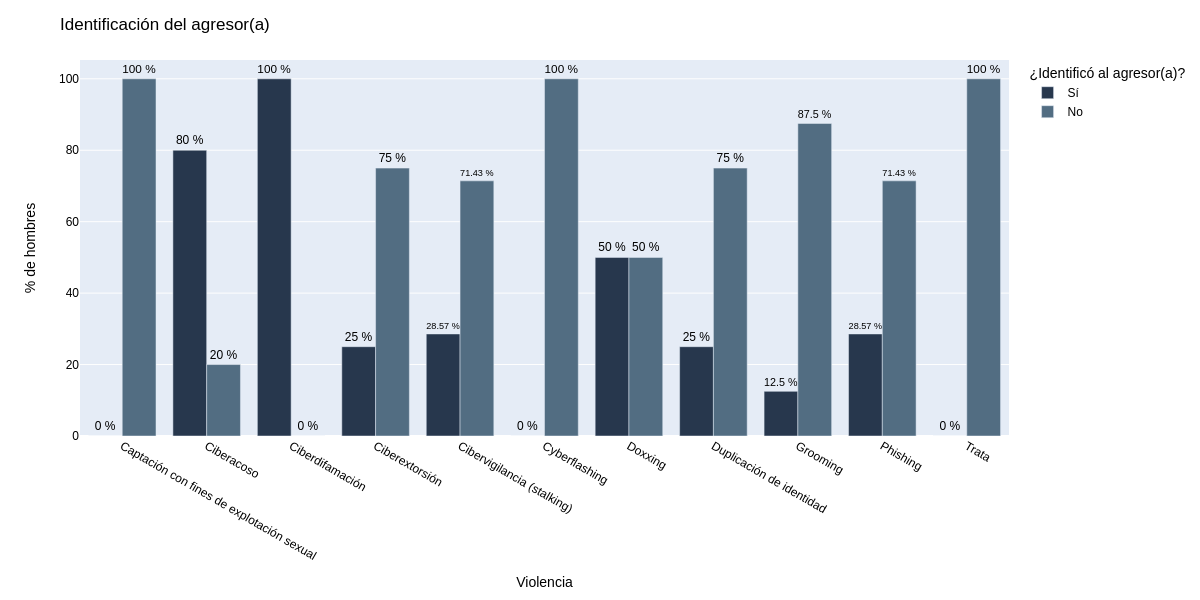 Identificación del agresor(a)
¿Identificó al agresor(a)?
Sí
No
% de hombres
100
80
60
40
20
0
0 %
100 %
80 %
20 %
100 %
0 %
25 %
75 %
28.57 %
71.43 %
0 %
100 %
50 %
50 %
25 %
75 %
12.5 %
87.5 %
28.57 %
71.43 %
0 %
100 %
Captación con fines de explotación sexual
Ciberacoso
Ciberdifamación
Ciberextorsión
Cibervigilancia (stalking)
Cyberflashing
Doxxing
Duplicación de identidad
Grooming
Phishing
Trata
Violencia